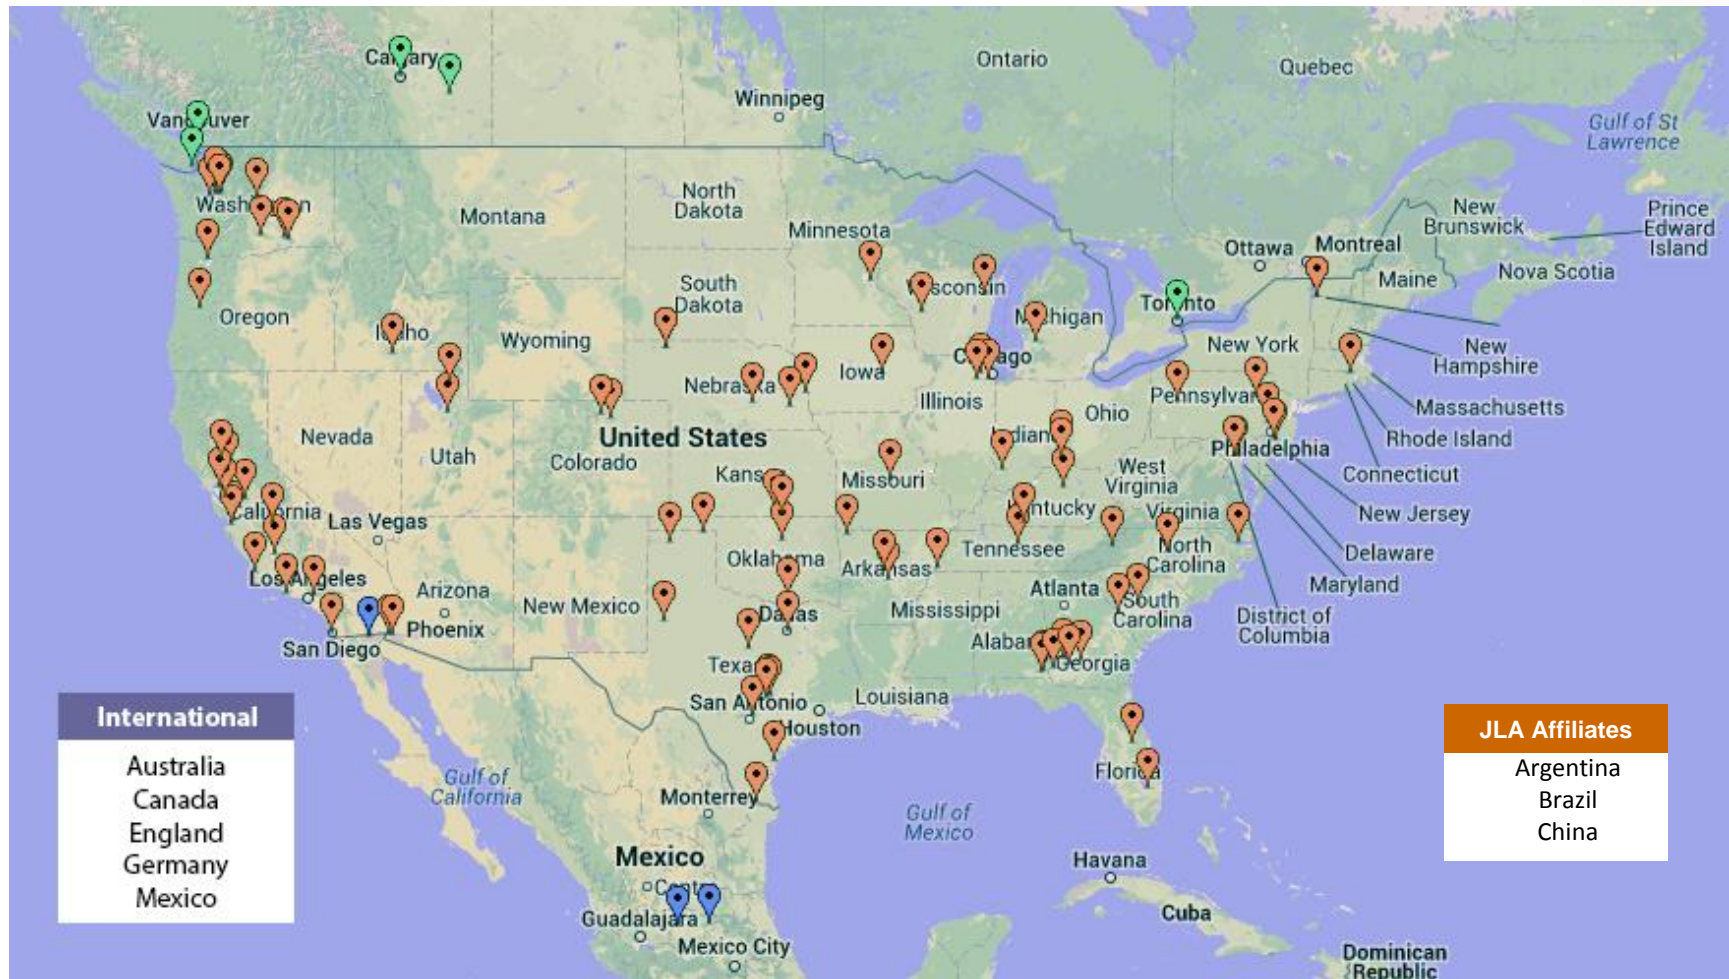 Calgary
Ontario
Quebec
Winnipeg
Vancouver
Gulf of St
Lawrence
Washington
Montana
North
Dakota
Minnesota
Ottawa
Montreal
New
Brunswick
Prince
Edward
Island
Maine
Nova Scotia
Oregon
Idaho
Wyoming
South
Dakota
Wisconsin
Michigan
Toronto
New York
New
Hampshire
Nebraska
Iowa
Chicago
Illinois
Ohio
Pennsylvania
Massachusetts
Rhode Island
Connecticut
New Jersey
Delaware
Maryland
District of
Columbia
Nevada
Utah
Colorado
United States
Kansas
Missouri
Indiana
West
Virginia
Philadelphia
California
Las Vegas
Kentucky
Virginia
Oklahoma
Arkansas
Tennessee
North
Carolina
Los Angeles
Arizona
New Mexico
Dallas
Mississippi
Atlanta
South
Carolina
Phoenix
San Diego
Texas
Alabama
Georgia
San Antonio
Louisiana
Houston
Florida
Gulf of
California
Monterrey
Gulf of
Mexico
Mexico
Havana
Guadalajara
Mexico City
Cuba
Dominican
Republic
International
Australia
Canada
England
Germany
Mexico
JLA Affiliates
Argentina
Brazil
China